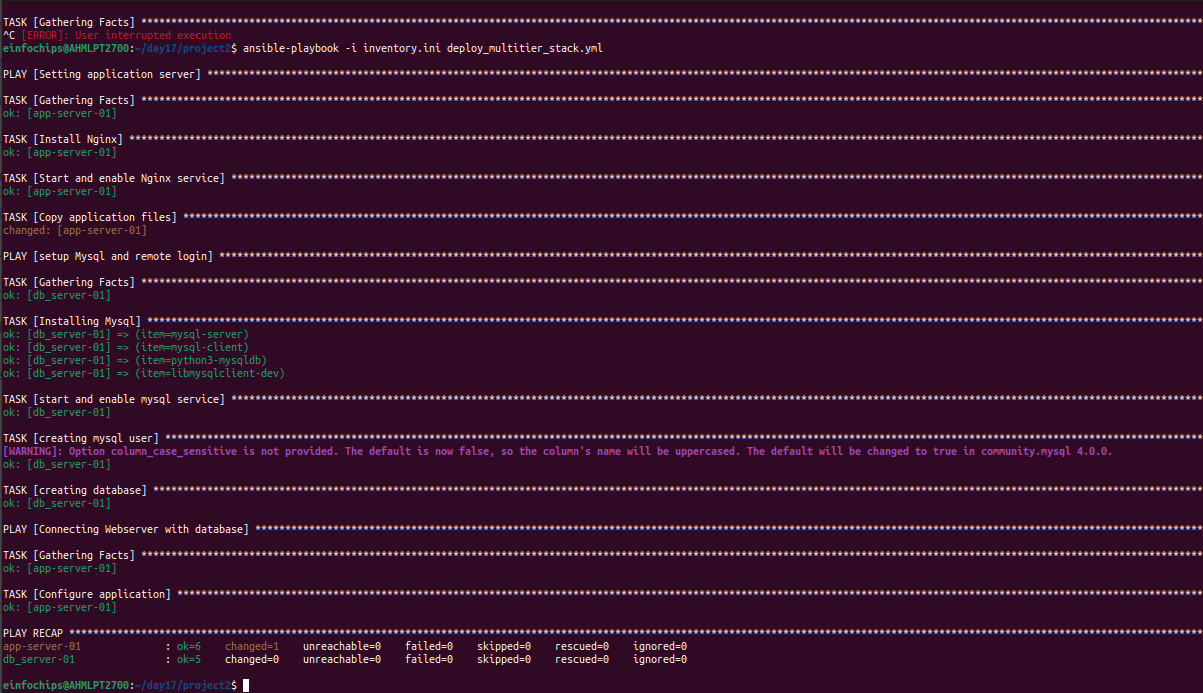 TASK [Gathering Facts] ****************************************************************************************************************************************************************************
^C [ERROR]: User interrupted execution
einfochips@AHMLPT2700:~/day17/project2$ ansible-playbook -i inventory.ini deploy_multitier_stack.yml
PLAY [Setting application server] *****************************************************************************************************************************************************************
TASK [Gathering Facts] ****************************************************************************************************************************************************************************
ok: [app-server-01]
TASK [Install Nginx] ******************************************************************************************************************************************************************************
ok: [app-server-01]
TASK [Start and enable Nginx service] *************************************************************************************************************************************************************
ok: [app-server-01]
TASK [Copy application files] *********************************************************************************************************************************************************************
changed: [app-server-01]
PLAY [setup Mysql and remote login] ***************************************************************************************************************************************************************
TASK [Gathering Facts] ****************************************************************************************************************************************************************************
ok: [db_server-01]
TASK [Installing Mysql] ***************************************************************************************************************************************************************************
ok: [db_server-01] => (item=mysql-server)
ok: [db_server-01] => (item=mysql-client)
ok: [db_server-01] => (item=python3-mysqldb)
ok: [db_server-01] => (item=libmysqlclient-dev)
TASK [start and enable mysql service] *************************************************************************************************************************************************************
ok: [db_server-01]
TASK [creating mysql user] ************************************************************************************************************************************************************************
[WARNING]: Option column_case_sensitive is not provided. The default is now false, so the column's name will be uppercased. The default will be changed to true in community.mysql 4.0.0.
ok: [db_server-01]
TASK [creating database] **************************************************************************************************************************************************************************
ok: [db_server-01]
PLAY [Connecting Webserver with database] *********************************************************************************************************************************************************
TASK [Gathering Facts] ****************************************************************************************************************************************************************************
ok: [app-server-01]
TASK [Configure application] **********************************************************************************************************************************************************************
ok: [app-server-01]
PLAY RECAP ****************************************************************************************************************************************************************************************
app-server-01 : ok=6 changed=1 unreachable=0 failed=0 skipped=0 rescued=0 ignored=0
db_server-01 : ok=5 changed=0 unreachable=0 failed=0 skipped=0 rescued=0 ignored=0
einfochips@AHMLPT2700:~/day17/project2$